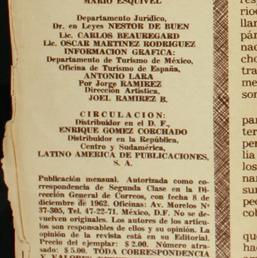 MARIO ESQUIVEL
Departamento Jurídico,
Dr. en Leyes NESTOR DE BUEN
Lic. CARLOS BEAUREGARD
Lic. OSCAR MARTINEZ RODRIGUEZ
INFORMACION GRAFICA:
Departamento de Turismo de México,
Oficina de Turismo de España,
ANTONIO LARA
Por Jorge RAMIREZ
Dirección Artística,
JOEL RAMIREZ B.
CIRCULACION:
Distribuidor en el D. F.,
ENRIQUE GOMEZ CORCHADO
Distribuidor en la República,
Centro y Sudamérica,
LATINO AMERICA DE PUBLICACIONES,
S. A.
Publicación mensual. Autorizada como co-
rrespondencia de Segunda Clase en la Di-
rección General de Correos, con fecha 8 de
diciembre de 1962. Oficinas: Av. Morelos Nº
37-305, Tel. 47-22-71. México, D.F. No se de-
vuelven originales. Los autores de los artícu-
los son responsables de ellos y su opinión. La
opinión de la revista está en su Editorial.
Precio del ejemplar: $ 2.00. Número atra-
sado: $ 5.00. TODA CORRESPONDENCIA